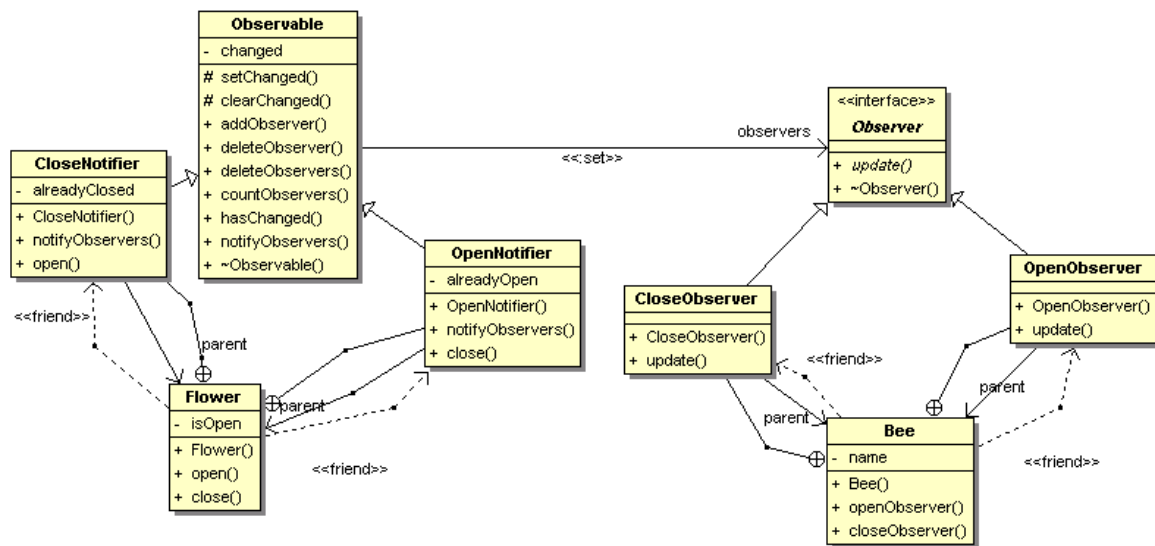 Observable
- changed
# setChanged()
# clearChanged()
+ addObserver()
+ deleteObserver()
+ deleteObservers()
+ countObservers()
+ hasChanged()
+ notifyObservers()
+ ~Observable()
observers
<<:set>>
<<interface>>
Observer
+ update()
+ ~Observer()
CloseNotifier
- alreadyClosed
+ CloseNotifier()
+ notifyObservers()
+ open()
OpenNotifier
- alreadyOpen
+ OpenNotifier()
+ notifyObservers()
+ close()
CloseObserver
+ CloseObserver()
+ update()
OpenObserver
+ OpenObserver()
+ update()
<<friend>>
parent
Flower
- isOpen
+ Flower()
+ open()
+ close()
parent
<<friend>>
<<friend>>
parent
parent
Bee
- name
+ Bee()
+ openObserver()
+ closeObserver()
<<friend>>